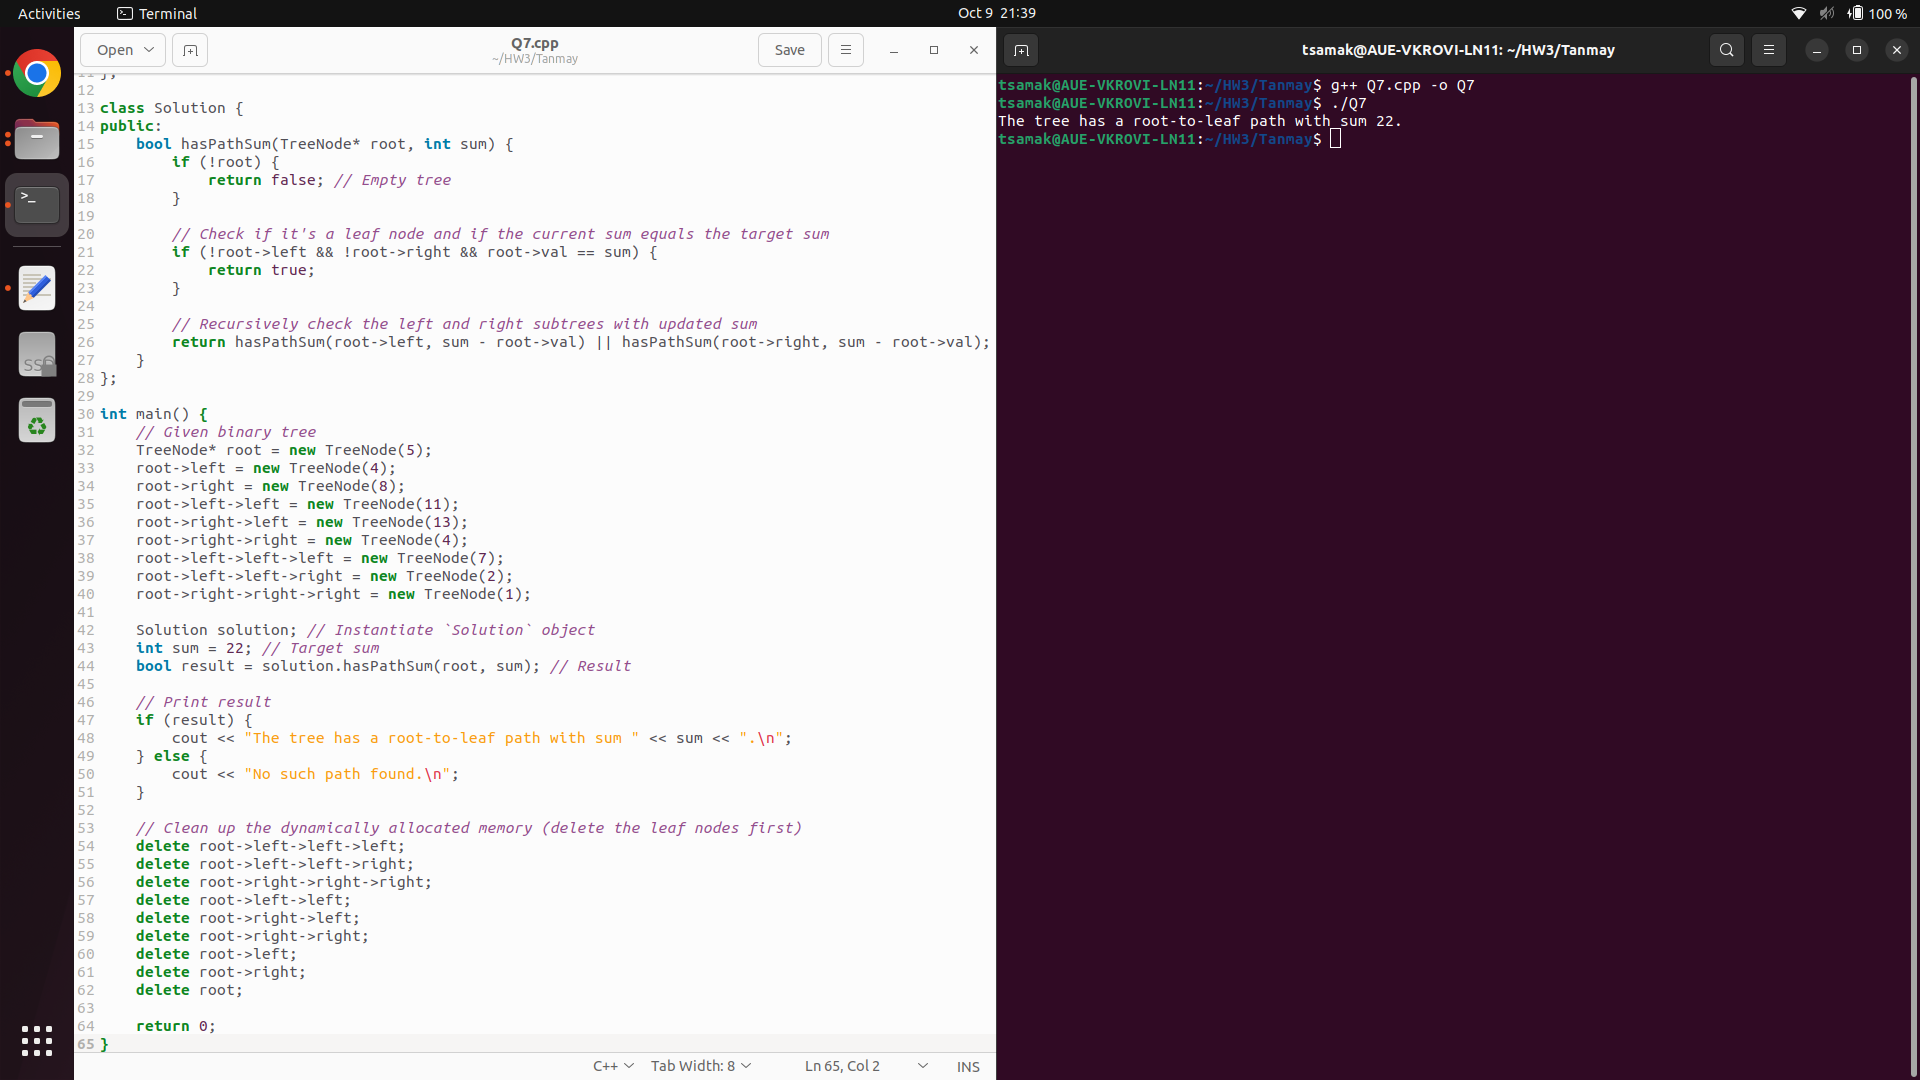 Activities
Terminal
Oct 9 21:39
100 %
Open
Q7.cpp
~/HW3/Tanmay
Save
tsamak@AUE-VKROVI-LN11: ~/HW3/Tanmay
12
13 class Solution {
14 public:
15     bool hasPathSum(TreeNode* root, int sum) {
16         if (!root) {
17             return false; // Empty tree
18         }
19
20         // Check if it's a leaf node and if the current sum equals the target sum
21         if (!root->left && !root->right && root->val == sum) {
22             return true;
23         }
24
25         // Recursively check the left and right subtrees with updated sum
26         return hasPathSum(root->left, sum - root->val) || hasPathSum(root->right, sum - root->val);
27     }
28 };
29
30 int main() {
31     // Given binary tree
32     TreeNode* root = new TreeNode(5);
33     root->left = new TreeNode(4);
34     root->right = new TreeNode(8);
35     root->left->left = new TreeNode(11);
36     root->right->left = new TreeNode(13);
37     root->right->right = new TreeNode(4);
38     root->left->left->left = new TreeNode(7);
39     root->left->left->right = new TreeNode(2);
40     root->right->right->right = new TreeNode(1);
41
42     Solution solution; // Instantiate `Solution` object
43     int sum = 22; // Target sum
44     bool result = solution.hasPathSum(root, sum); // Result
45
46     // Print result
47     if (result) {
48         cout << "The tree has a root-to-leaf path with sum " << sum << ".\n";
49     } else {
50         cout << "No such path found.\n";
51     }
52
53     // Clean up the dynamically allocated memory (delete the leaf nodes first)
54     delete root->left->left->left;
55     delete root->left->left->right;
56     delete root->right->right->right;
57     delete root->left->left;
58     delete root->right->left;
59     delete root->right->right;
60     delete root->left;
61     delete root->right;
62     delete root;
63
64     return 0;
65 }
C++
Tab Width: 8
Ln 65, Col 2
INS
tsamak@AUE-VKROVI-LN11:~/HW3/Tanmay$ g++ Q7.cpp -o Q7
tsamak@AUE-VKROVI-LN11:~/HW3/Tanmay$ ./Q7
The tree has a root-to-leaf path with sum 22.
tsamak@AUE-VKROVI-LN11:~/HW3/Tanmay$